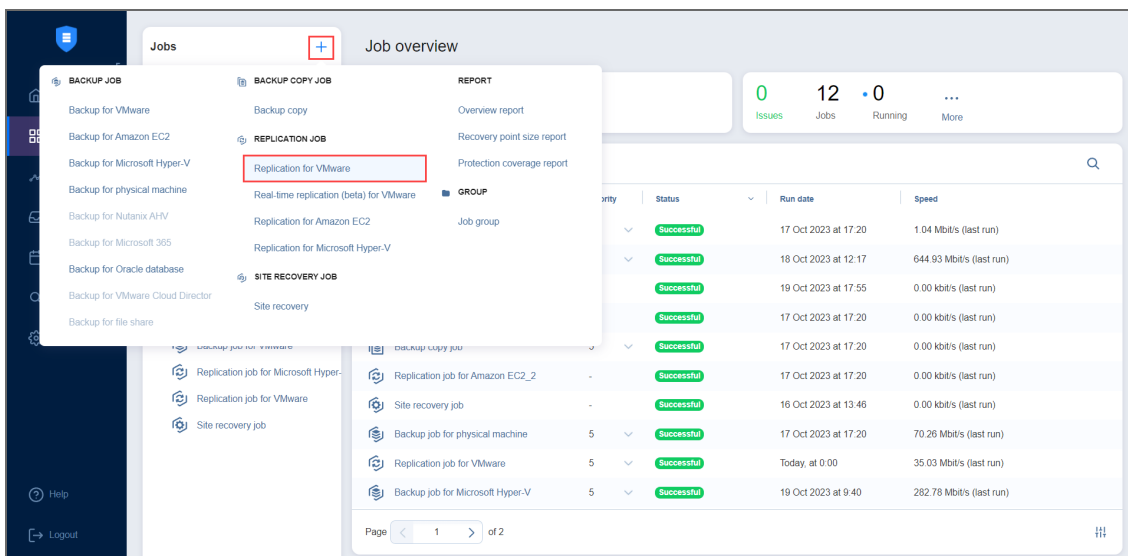 Jobs
+
Job overview
BACKUP JOB
Backup for VMware
Backup for Amazon EC2
Backup for Microsoft Hyper-V
Backup for physical machine
Backup for Nutanix AHV
Backup for Microsoft 365
Backup for Oracle database
Backup for VMware Cloud Director
Backup for file share
BACKUP COPY JOB
Backup copy
REPLICATION JOB
Replication for VMware
Real-time replication (beta) for VMware
Replication for Amazon EC2
Replication for Microsoft Hyper-V
SITE RECOVERY JOB
Site recovery
REPORT
Overview report
Recovery point size report
Protection coverage report
GROUP
Job group
0 12 0 ...
Issues Jobs Running More
ority Status Run date Speed
Successful 17 Oct 2023 at 17:20 1.04 Mbit/s (last run)
Successful 18 Oct 2023 at 12:17 644.93 Mbit/s (last run)
Successful 19 Oct 2023 at 17:55 0.00 kbit/s (last run)
Successful 17 Oct 2023 at 17:20 0.00 kbit/s (last run)
Backup job for VMware
Replication job for Microsoft Hyper-
Replication job for VMware
Site recovery job
Backup copy job 5 Successful 17 Oct 2023 at 17:20 0.00 kbit/s (last run)
Replication job for Amazon EC2_2 - Successful 17 Oct 2023 at 17:20 0.00 kbit/s (last run)
Site recovery job - Successful 16 Oct 2023 at 13:46 0.00 kbit/s (last run)
Backup job for physical machine 5 Successful 17 Oct 2023 at 17:20 70.26 Mbit/s (last run)
Replication job for VMware 5 Successful Today, at 0:00 35.03 Mbit/s (last run)
Backup job for Microsoft Hyper-V 5 Successful 19 Oct 2023 at 9:40 282.78 Mbit/s (last run)
Help
Logout
Page < 1 > of 2